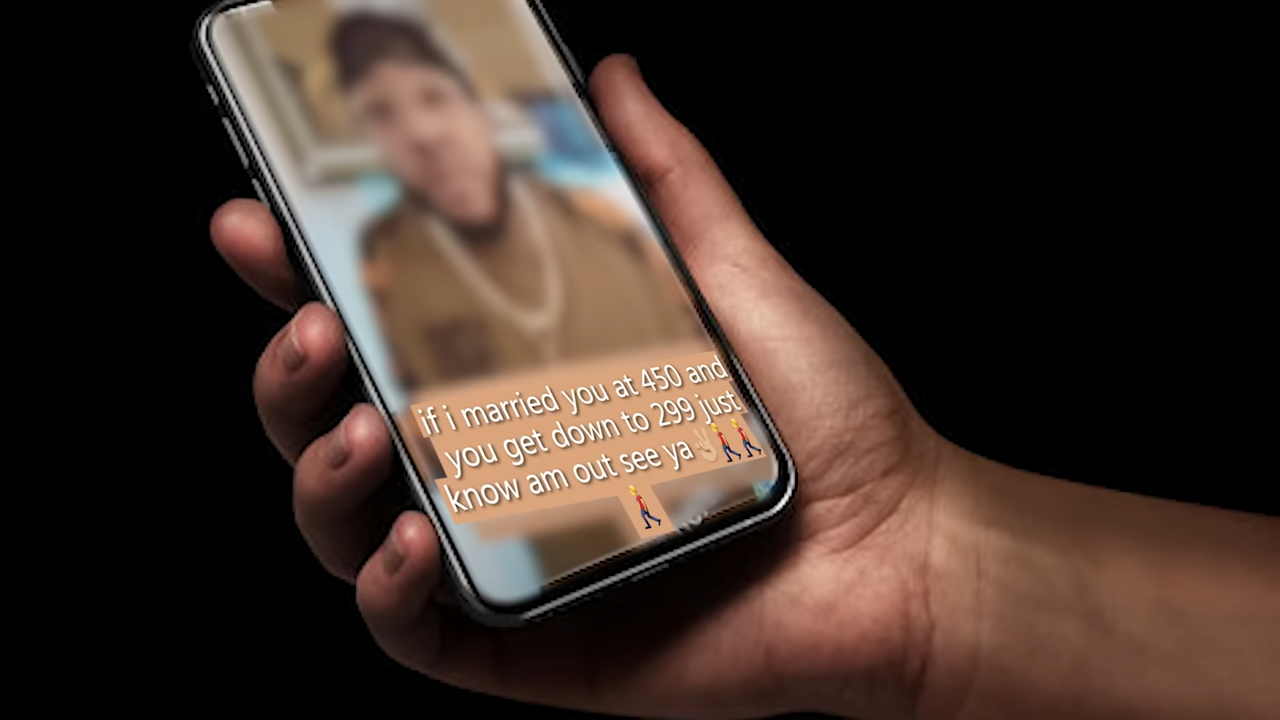 if i married you at 450 and
you get down to 299 just
know am out see ya✌🏼🚶🚶
🚶